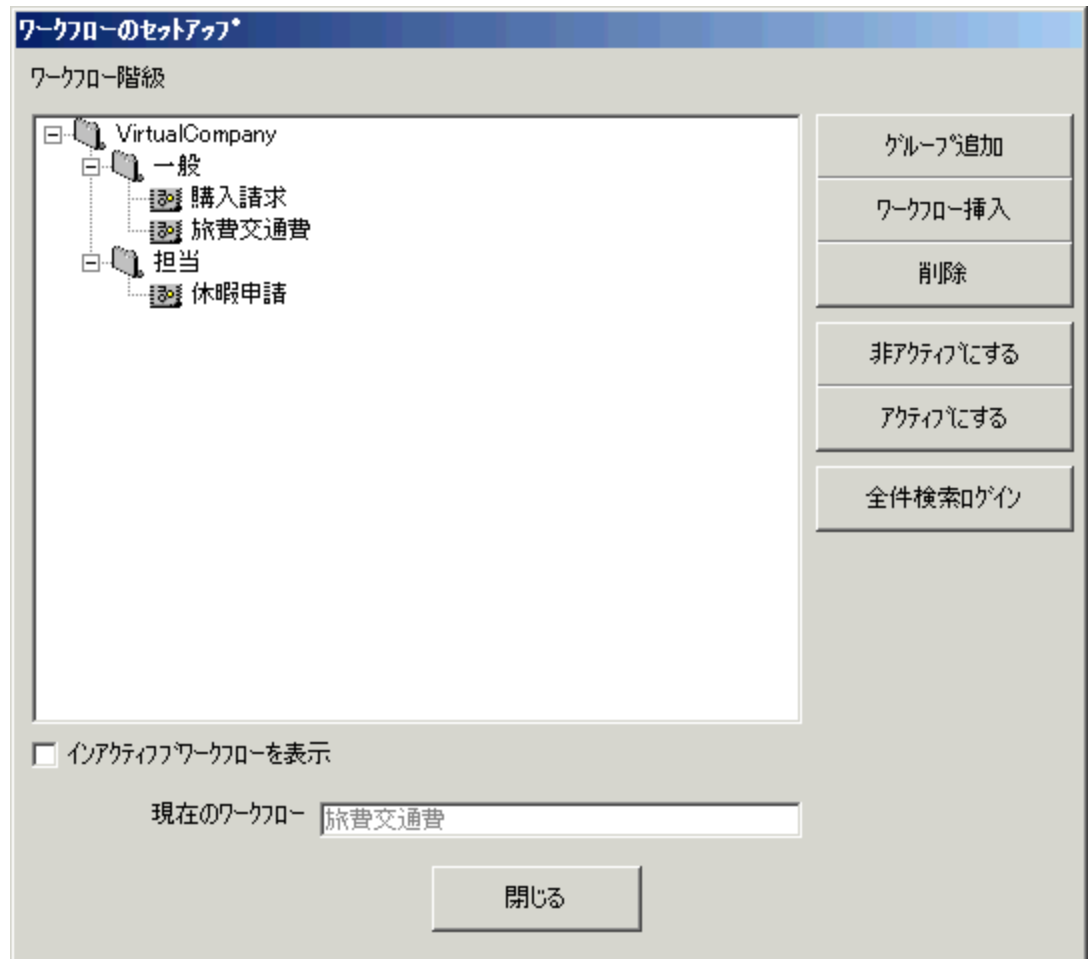 ワークフローのセットアップ
ワークフロー階級
VirtualCompany
一般
購入請求
旅費交通費
担当
休暇申請
グループ追加
ワークフロー挿入
削除
非アクティブにする
アクティブにする
全件検索ログイン
インアクティフブワークフローを表示
現在のワークフロー 旅費交通費
閉じる